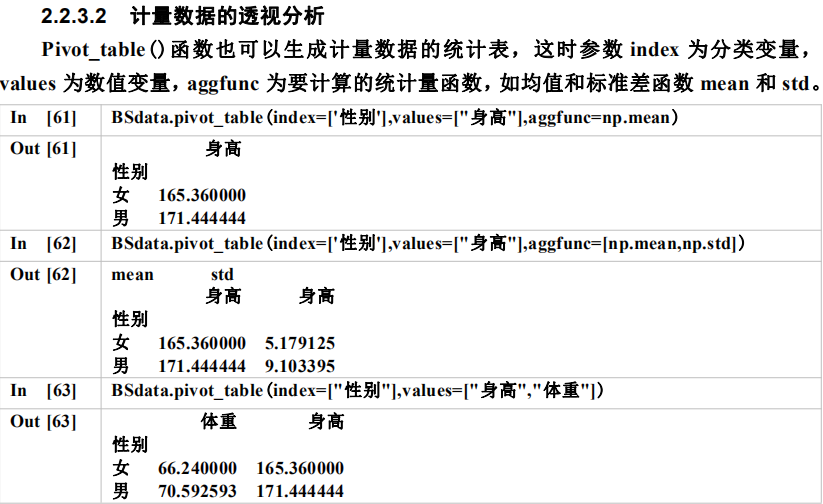 2.2.3.2 计量数据的透视分析
Pivot_table()函数也可以生成计量数据的统计表，这时参数 index 为分类变量，
values 为数值变量，aggfunc 为要计算的统计量函数，如均值和标准差函数 mean 和 std。
In [61] BSdata.pivot_table(index=['性别'],values=["身高"],aggfunc=np.mean)
Out [61] 身高
性别
女 165.360000
男 171.444444
In [62] BSdata.pivot_table(index=['性别'],values=["身高"],aggfunc=[np.mean,np.std])
Out [62] mean std
身高 身高
性别
女 165.360000 5.179125
男 171.444444 9.103395
In [63] BSdata.pivot_table(index=["性别"],values=["身高","体重"])
Out [63] 体重 身高
性别
女 66.240000 165.360000
男 70.592593 171.444444